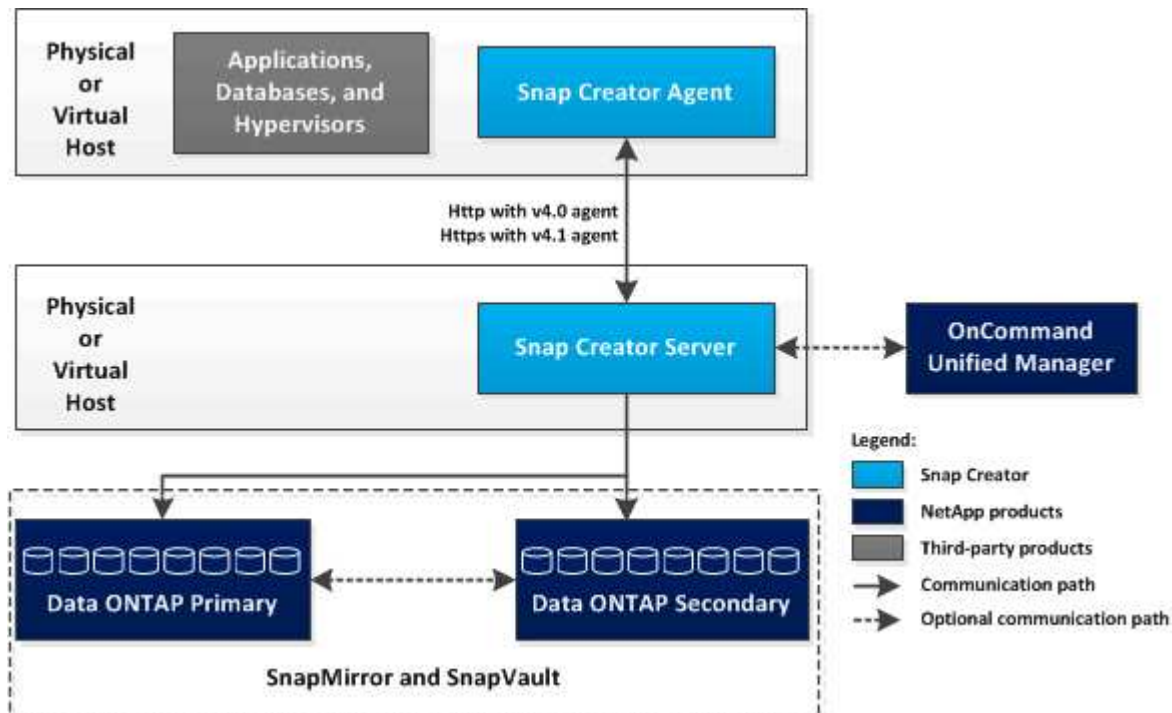 Physical
or
Virtual
Host
Applications,
Databases, and
Hypervisors
Snap Creator Agent
Http with v4.0 agent
Https with v4.1 agent
Physical
or
Virtual
Host
Snap Creator Server
OnCommand
Unified Manager
Legend:
Snap Creator
NetApp products
Third-party products
Communication path
Optional communication path
Data ONTAP Primary
Data ONTAP Secondary
SnapMirror and SnapVault